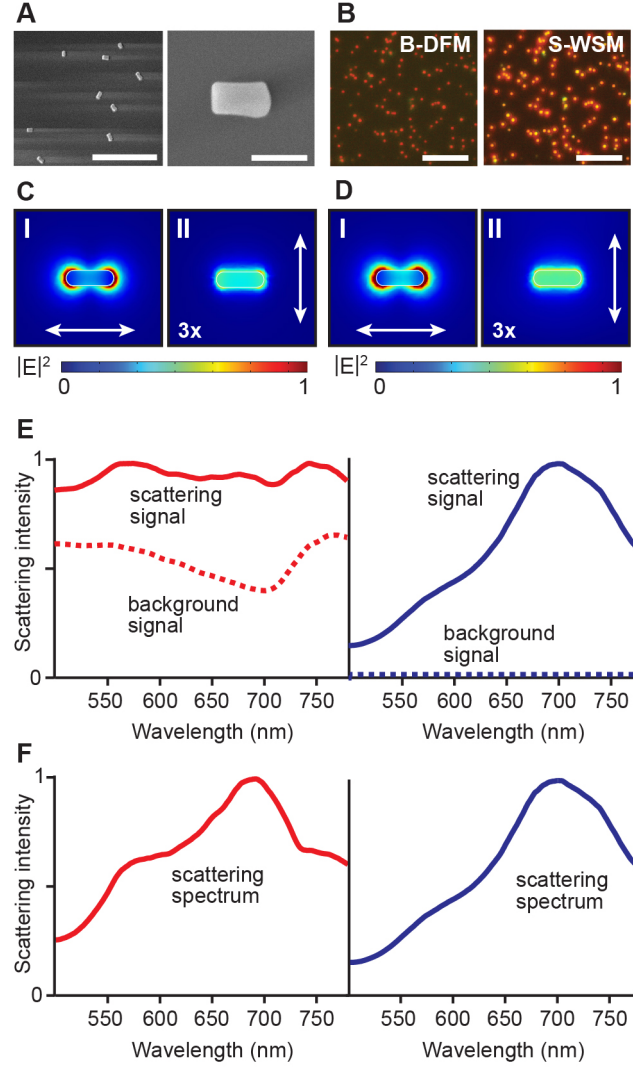 A
B
B-DFM
S-WSM
C
D
I
II
3x
I
II
3x
|E|²
0
1
|E|²
0
1
E
Scattering intensity
1
0
scattering
signal
background
signal
scattering
signal
background
signal
550
600
650
700
750
550
600
650
700
750
Wavelength (nm)
Wavelength (nm)
F
Scattering intensity
1
9
0
scattering
spectrum
scattering
spectrum
550
600
650
700
750
550
600
650
700
750
Wavelength (nm)
Wavelength (nm)